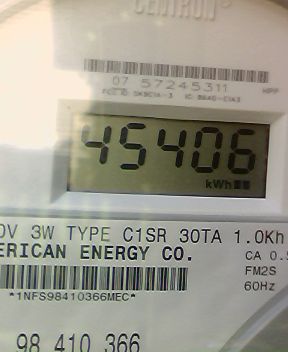 CENTRON®
07 57245311 HPP
45406
kWh
0V 3W TYPE C1SR 30TA 1.0Kh
ERICAN ENERGY CO. CA 0.5
FM2S
*1NFS98410366MEC* 60Hz
98 410 366